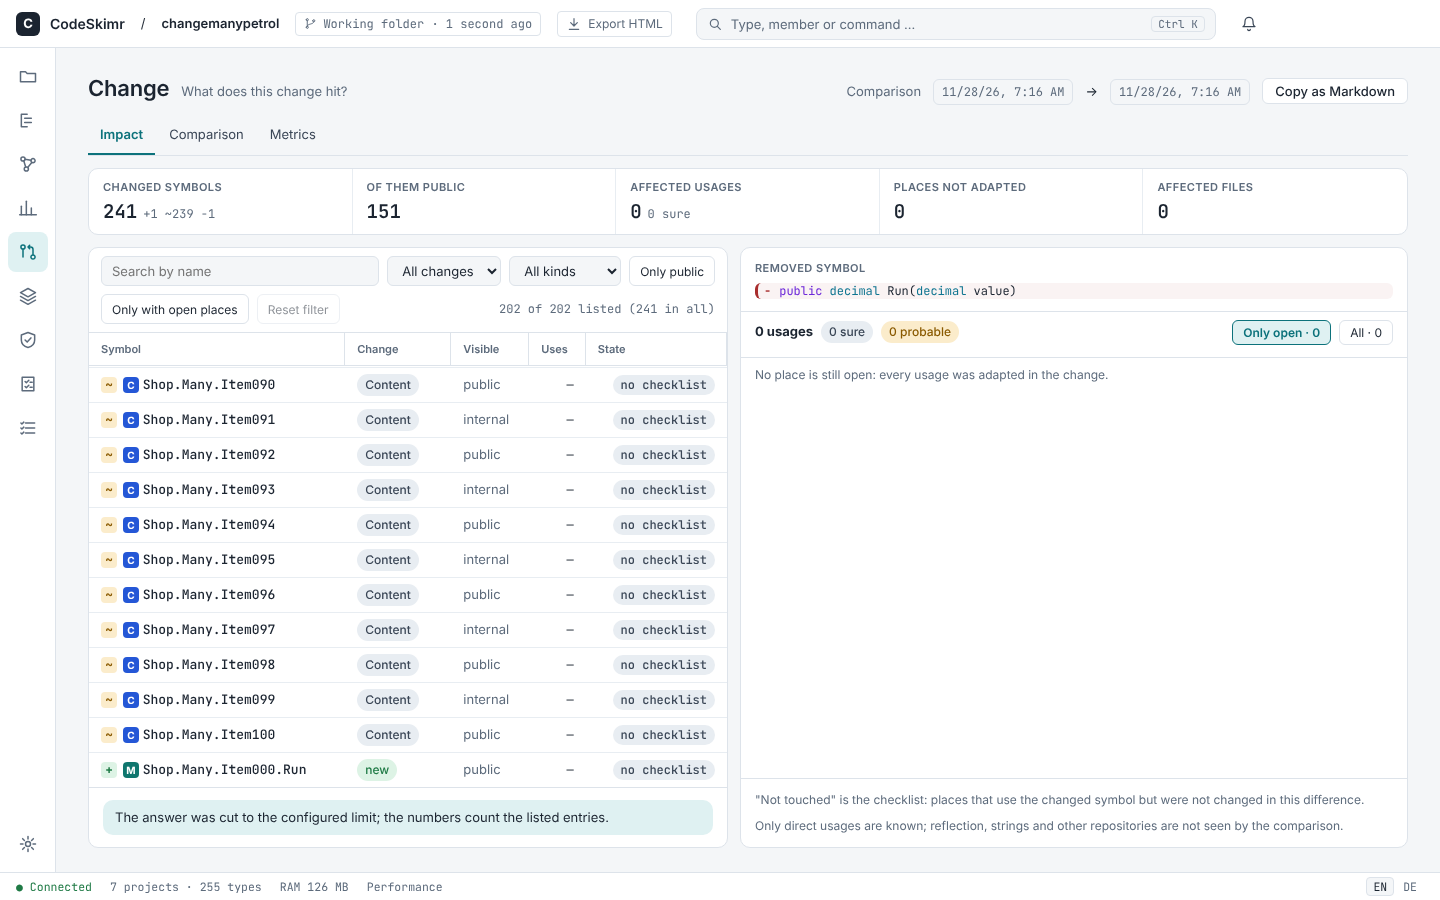 C CodeSkimr / changemanypetrol Working folder · 1 second ago Export HTML Type, member or command ... Ctrl K
Change What does this change hit? Comparison 11/28/26, 7:16 AM → 11/28/26, 7:16 AM Copy as Markdown
Impact Comparison Metrics
CHANGED SYMBOLS OF THEM PUBLIC AFFECTED USAGES PLACES NOT ADAPTED AFFECTED FILES
241 +1 ~239 -1 151 0 0 sure 0 0
Search by name All changes All kinds Only public
Only with open places Reset filter 202 of 202 listed (241 in all)
Symbol Change Visible Uses State
~ C Shop.Many.Item090 Content public – no checklist
~ C Shop.Many.Item091 Content internal – no checklist
~ C Shop.Many.Item092 Content public – no checklist
~ C Shop.Many.Item093 Content internal – no checklist
~ C Shop.Many.Item094 Content public – no checklist
~ C Shop.Many.Item095 Content internal – no checklist
~ C Shop.Many.Item096 Content public – no checklist
~ C Shop.Many.Item097 Content internal – no checklist
~ C Shop.Many.Item098 Content public – no checklist
~ C Shop.Many.Item099 Content internal – no checklist
~ C Shop.Many.Item100 Content public – no checklist
+ M Shop.Many.Item000.Run new public – no checklist
The answer was cut to the configured limit; the numbers count the listed entries.
REMOVED SYMBOL
- public decimal Run(decimal value)
0 usages 0 sure 0 probable Only open · 0 All · 0
No place is still open: every usage was adapted in the change.
"Not touched" is the checklist: places that use the changed symbol but were not changed in this difference.
Only direct usages are known; reflection, strings and other repositories are not seen by the comparison.
Connected 7 projects · 255 types RAM 126 MB Performance EN DE